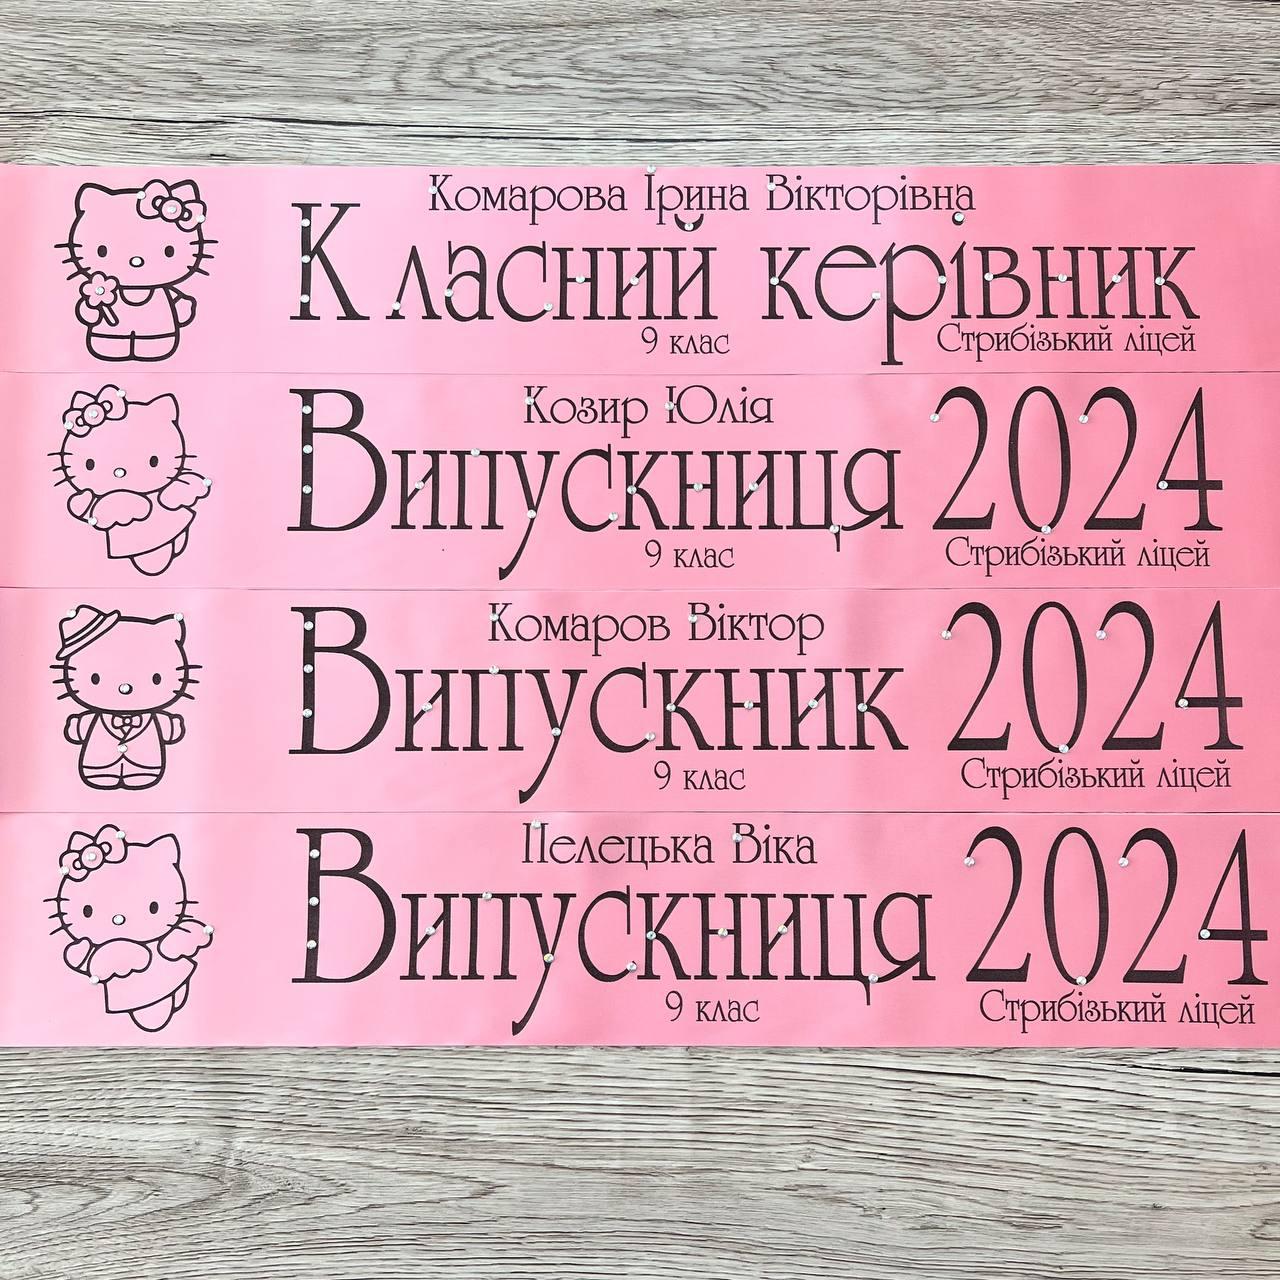 Комарова Ірина Вікторівна
Класний керівник
9 клас
Стрибізький ліцей
Козир Юлія
Випускниця 2024
9 клас
Стрибізький ліцей
Комаров Віктор
Випускник 2024
9 клас
Стрибізький ліцей
Пелецька Віка
Випускниця 2024
9 клас
Стрибізький ліцей